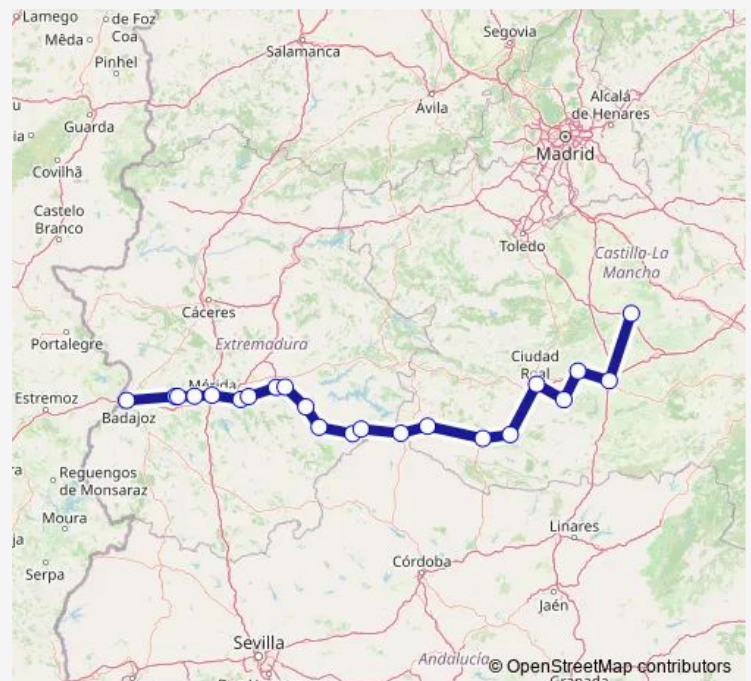 Lamego
de Foz
Coa
Mêda
Pinhel
Segovia
Salamanca
Ávila
Alcalá
de Henares
Guarda
Madrid
Covilhã
Castelo
Branco
Toledo
Castilla-La
Mancha
Cáceres
Portalegre
Extremadura
Ciudad
Real
Mérida
Estremoz
Badajoz
Reguengos
de Monsaraz
Moura
Linares
Serpa
Córdoba
Jaén
Sevilla
Andalucía
© OpenStreetMap contributors